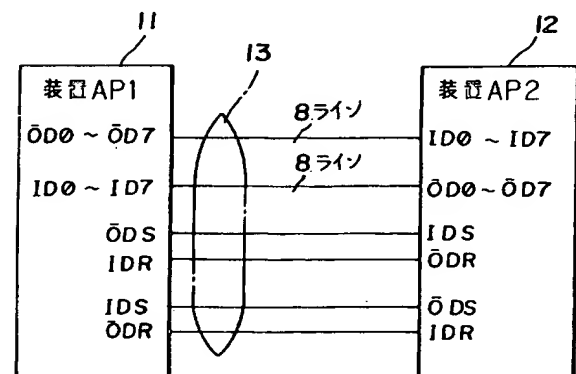 11
12
13
装置AP1
装置AP2
ŌD0 ~ ŌD7
8ライン
ID0 ~ ID7
ID0 ~ ID7
8ライン
ŌD0 ~ ŌD7
ŌDS
IDS
IDR
ŌDR
IDS
ŌDS
ŌDR
IDR